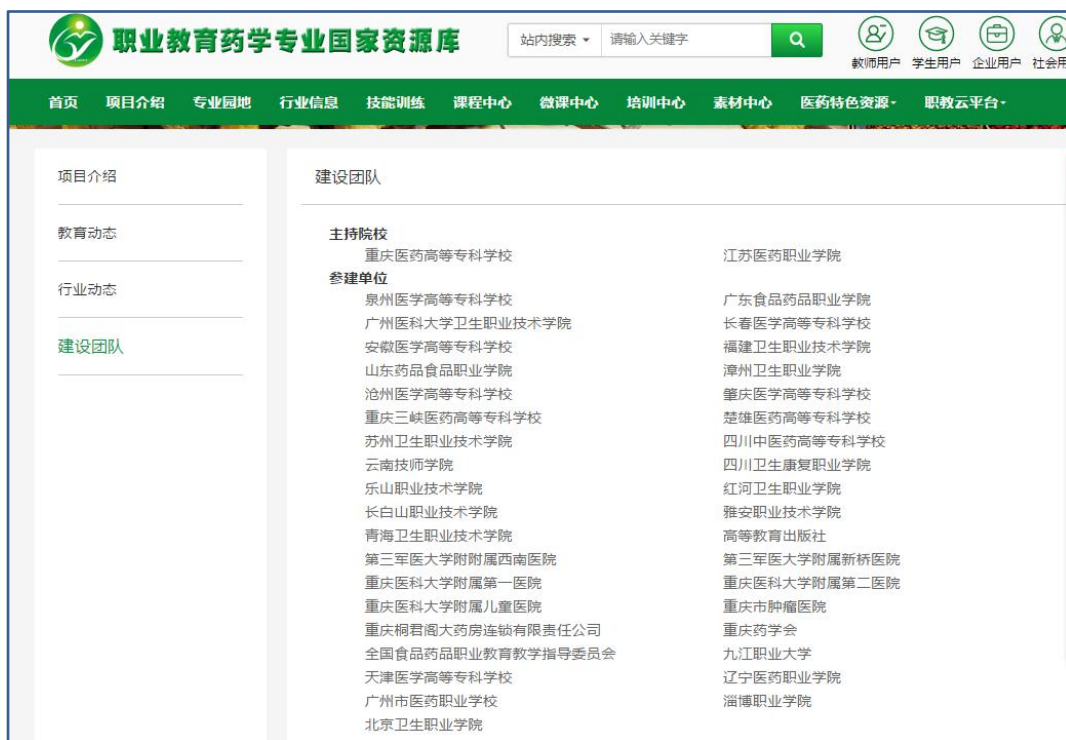 职业教育药学专业国家资源库
站内搜索 请输入关键字
教师用户 学生用户 企业用户 社会用
首页 项目介绍 专业园地 行业信息 技能训练 课程中心 微课中心 培训中心 素材中心 医药特色资源 职教云平台
项目介绍
教育动态
行业动态
建设团队
建设团队
主持院校
重庆医药高等专科学校 江苏医药职业学院
参建单位
泉州医学高等专科学校 广东食品药品职业学院
广州医科大学卫生职业技术学院 长春医学高等专科学校
安徽医学高等专科学校 福建卫生职业技术学院
山东药品食品职业学院 漳州卫生职业学院
沧州医学高等专科学校 肇庆医学高等专科学校
重庆三峡医药高等专科学校 楚雄医药高等专科学校
苏州卫生职业技术学院 四川中医药高等专科学校
云南技师学院 四川卫生康复职业学院
乐山职业技术学院 红河卫生职业学院
长白山职业技术学院 雅安职业技术学院
青海卫生职业技术学院 高等教育出版社
第三军医大学附附属西南医院 第三军医大学附属新桥医院
重庆医科大学附属第一医院 重庆医科大学附属第二医院
重庆医科大学附属儿童医院 重庆市肿瘤医院
重庆桐君阁大药房连锁有限责任公司 重庆药学会
全国食品药品职业教育教学指导委员会 九江职业大学
天津医学高等专科学校 辽宁医药职业学院
广州市医药职业学校 淄博职业学院
北京卫生职业学院